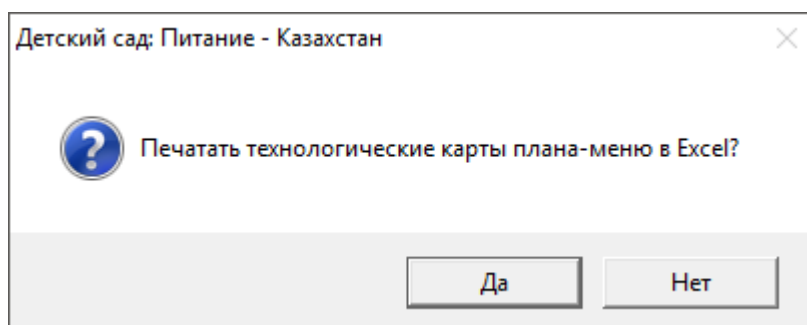 Детский сад: Питание - Казахстан
Печатать технологические карты плана-меню в Excel?
Да
Нет